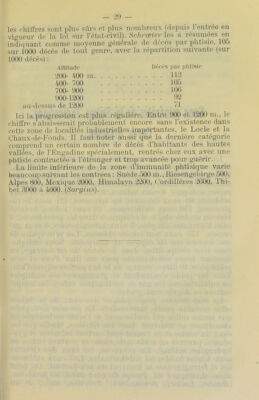 — 29 —
les chiffres sont plus sûrs et plus nombreux (depuis l'entrée en
vigueur de la loi sur l'état-civil). Schrœter les a résumées en
indiquant comme moyenne générale de décès par phtisie, 105
sur 1000 décès de tout genre, avec la répartition suivante (sur
1000 décès) :
Altitude Décès par phtisie
200- 400 m. . . . . . . . 112
400- 700 . . . . . . . 105
700- 900 . . . . . . . 106
900-1200 . . . . . . . 92
au-dessus de 1200 . . . . . . . 71
Ici la progression est plus régulière. Entre 900 et 1200 m., le
chiffre s'abaisserait probablement encore sans l'existence dans
cette zone de localités industrielles importantes, le Locle et la
Chaux-de-Fonds. Il faut noter aussi que la dernière catégorie
comprend un certain nombre de décès d'habitants des hautes
vallées, de l'Engadine spécialement, rentrés chez eux avec une
phtisie contractée à l'étranger et trop avancée pour guérir.
La limite inférieure de la zone d'immunité phtisique varie
beaucoup suivant les contrées : Suède 500 m., Riesengebirge 500,
Alpes 800, Mexique 2000, Himalaya 2200, Cordillères 2600, Thi-
bet 3000 à 4000. (Sorgius).